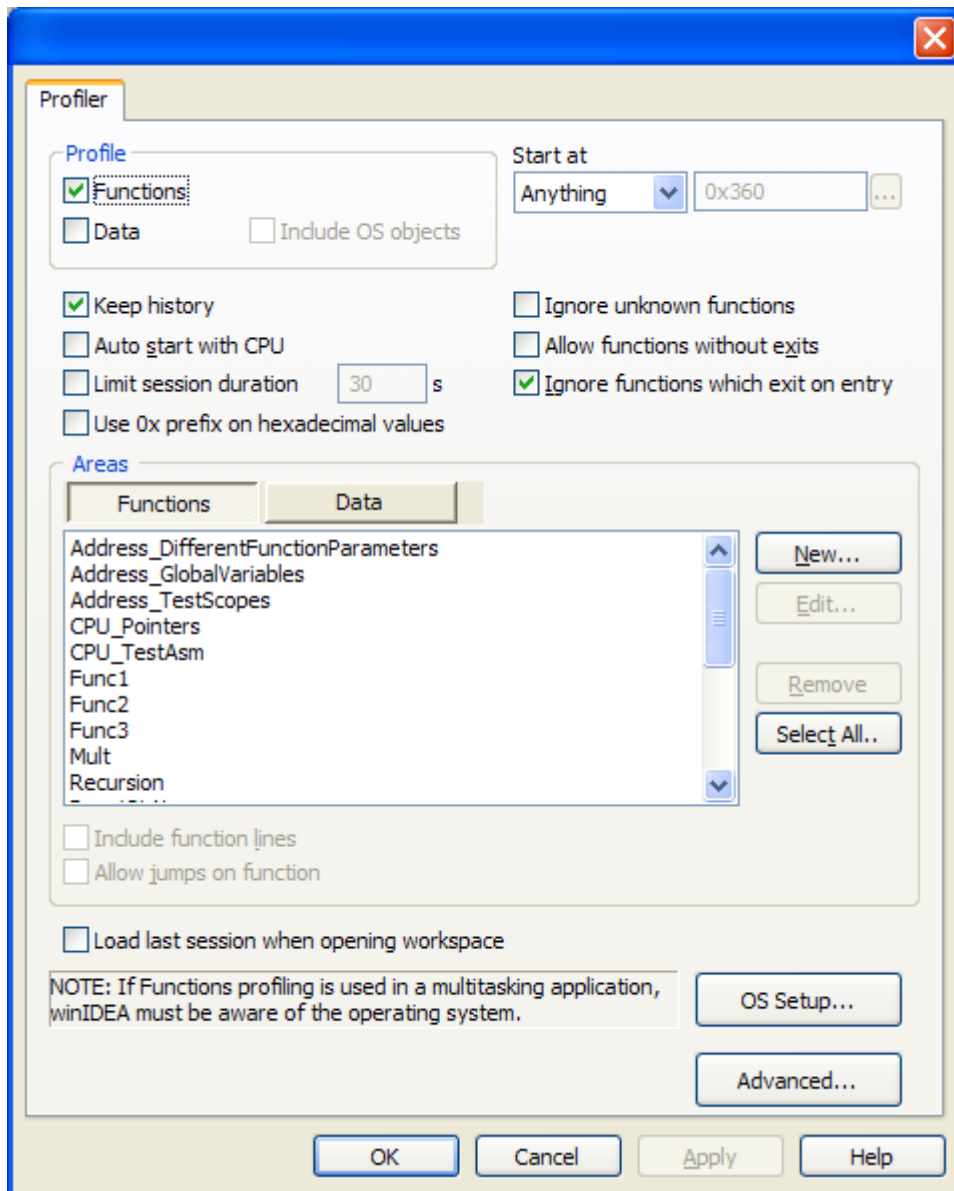 Profiler
Profile
Functions
Data
Include OS objects
Start at
Anything
0x360
...
Keep history
Auto start with CPU
Limit session duration
30
s
Use 0x prefix on hexadecimal values
Ignore unknown functions
Allow functions without exits
Ignore functions which exit on entry
Areas
Functions
Data
Address_DifferentFunctionParameters
Address_GlobalVariables
Address_TestScopes
CPU_Pointers
CPU_TestAsm
Func1
Func2
Func3
Mult
Recursion
New...
Edit...
Remove
Select All..
Include function lines
Allow jumps on function
Load last session when opening workspace
NOTE: If Functions profiling is used in a multitasking application,
winIDEA must be aware of the operating system.
OS Setup...
Advanced...
OK
Cancel
Apply
Help